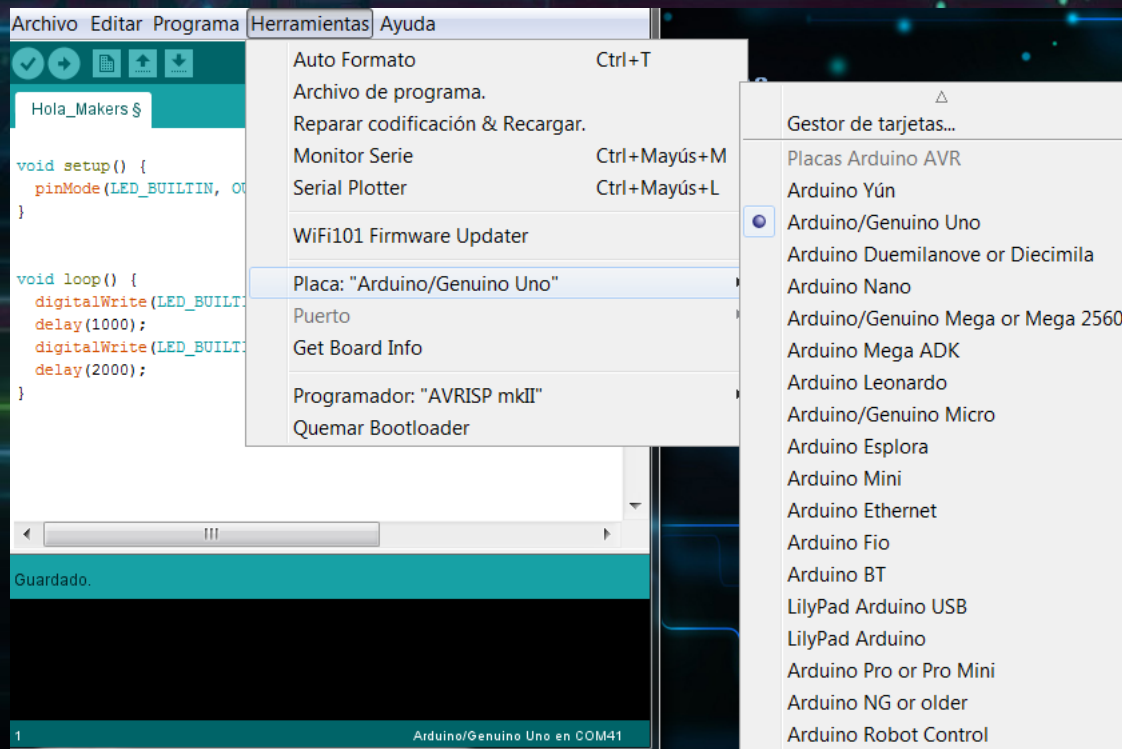 Archivo Editar Programa Herramientas Ayuda
Hola_Makers §
void setup() {
pinMode(LED_BUILTIN,
}
void loop() {
digitalWrite(
delay(1000);
digitalWrite(
delay(2000);
}
Auto Formato Ctrl+T
Archivo de programa.
Reparar codificación & Recargar.
Monitor Serie Ctrl+Mayús+M
Serial Plotter Ctrl+Mayús+L
WiFi101 Firmware Updater
Placa: "Arduino/Genuino Uno"
Puerto
Get Board Info
Programador: "AVRISP mkII"
Quemar Bootloader
Gestor de tarjetas...
Placas Arduino AVR
Arduino Yún
Arduino/Genuino Uno
Arduino Duemilanove or Diecimila
Arduino Nano
Arduino/Genuino Mega or Mega 2560
Arduino Mega ADK
Arduino Leonardo
Arduino/Genuino Micro
Arduino Esplora
Arduino Mini
Arduino Ethernet
Arduino Fio
Arduino BT
LilyPad Arduino USB
LilyPad Arduino
Arduino Pro or Pro Mini
Arduino NG or older
Arduino Robot Control
Guardado.
1 Arduino/Genuino Uno en COM41